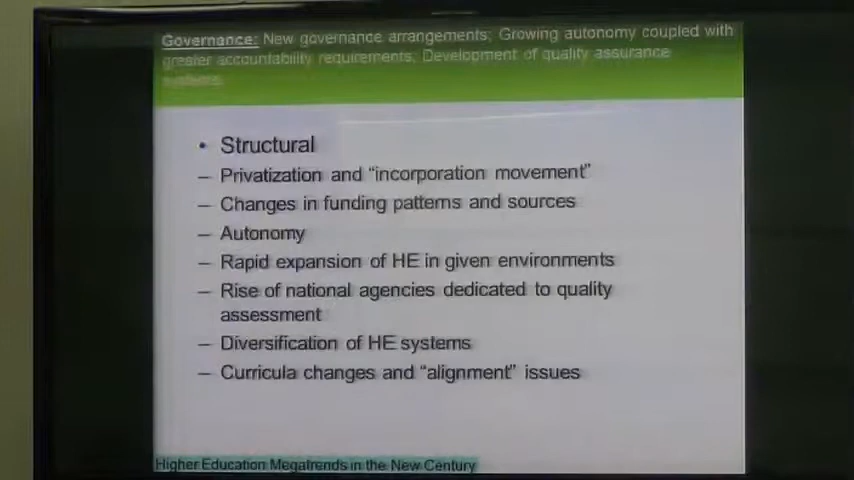 Governance: New governance arrangements; Growing autonomy coupled with
greater accountability requirements; Development of quality assurance
systems
• Structural
– Privatization and “incorporation movement”
– Changes in funding patterns and sources
– Autonomy
– Rapid expansion of HE in given environments
– Rise of national agencies dedicated to quality
assessment
– Diversification of HE systems
– Curricula changes and “alignment” issues
Higher Education Megatrends in the New Century